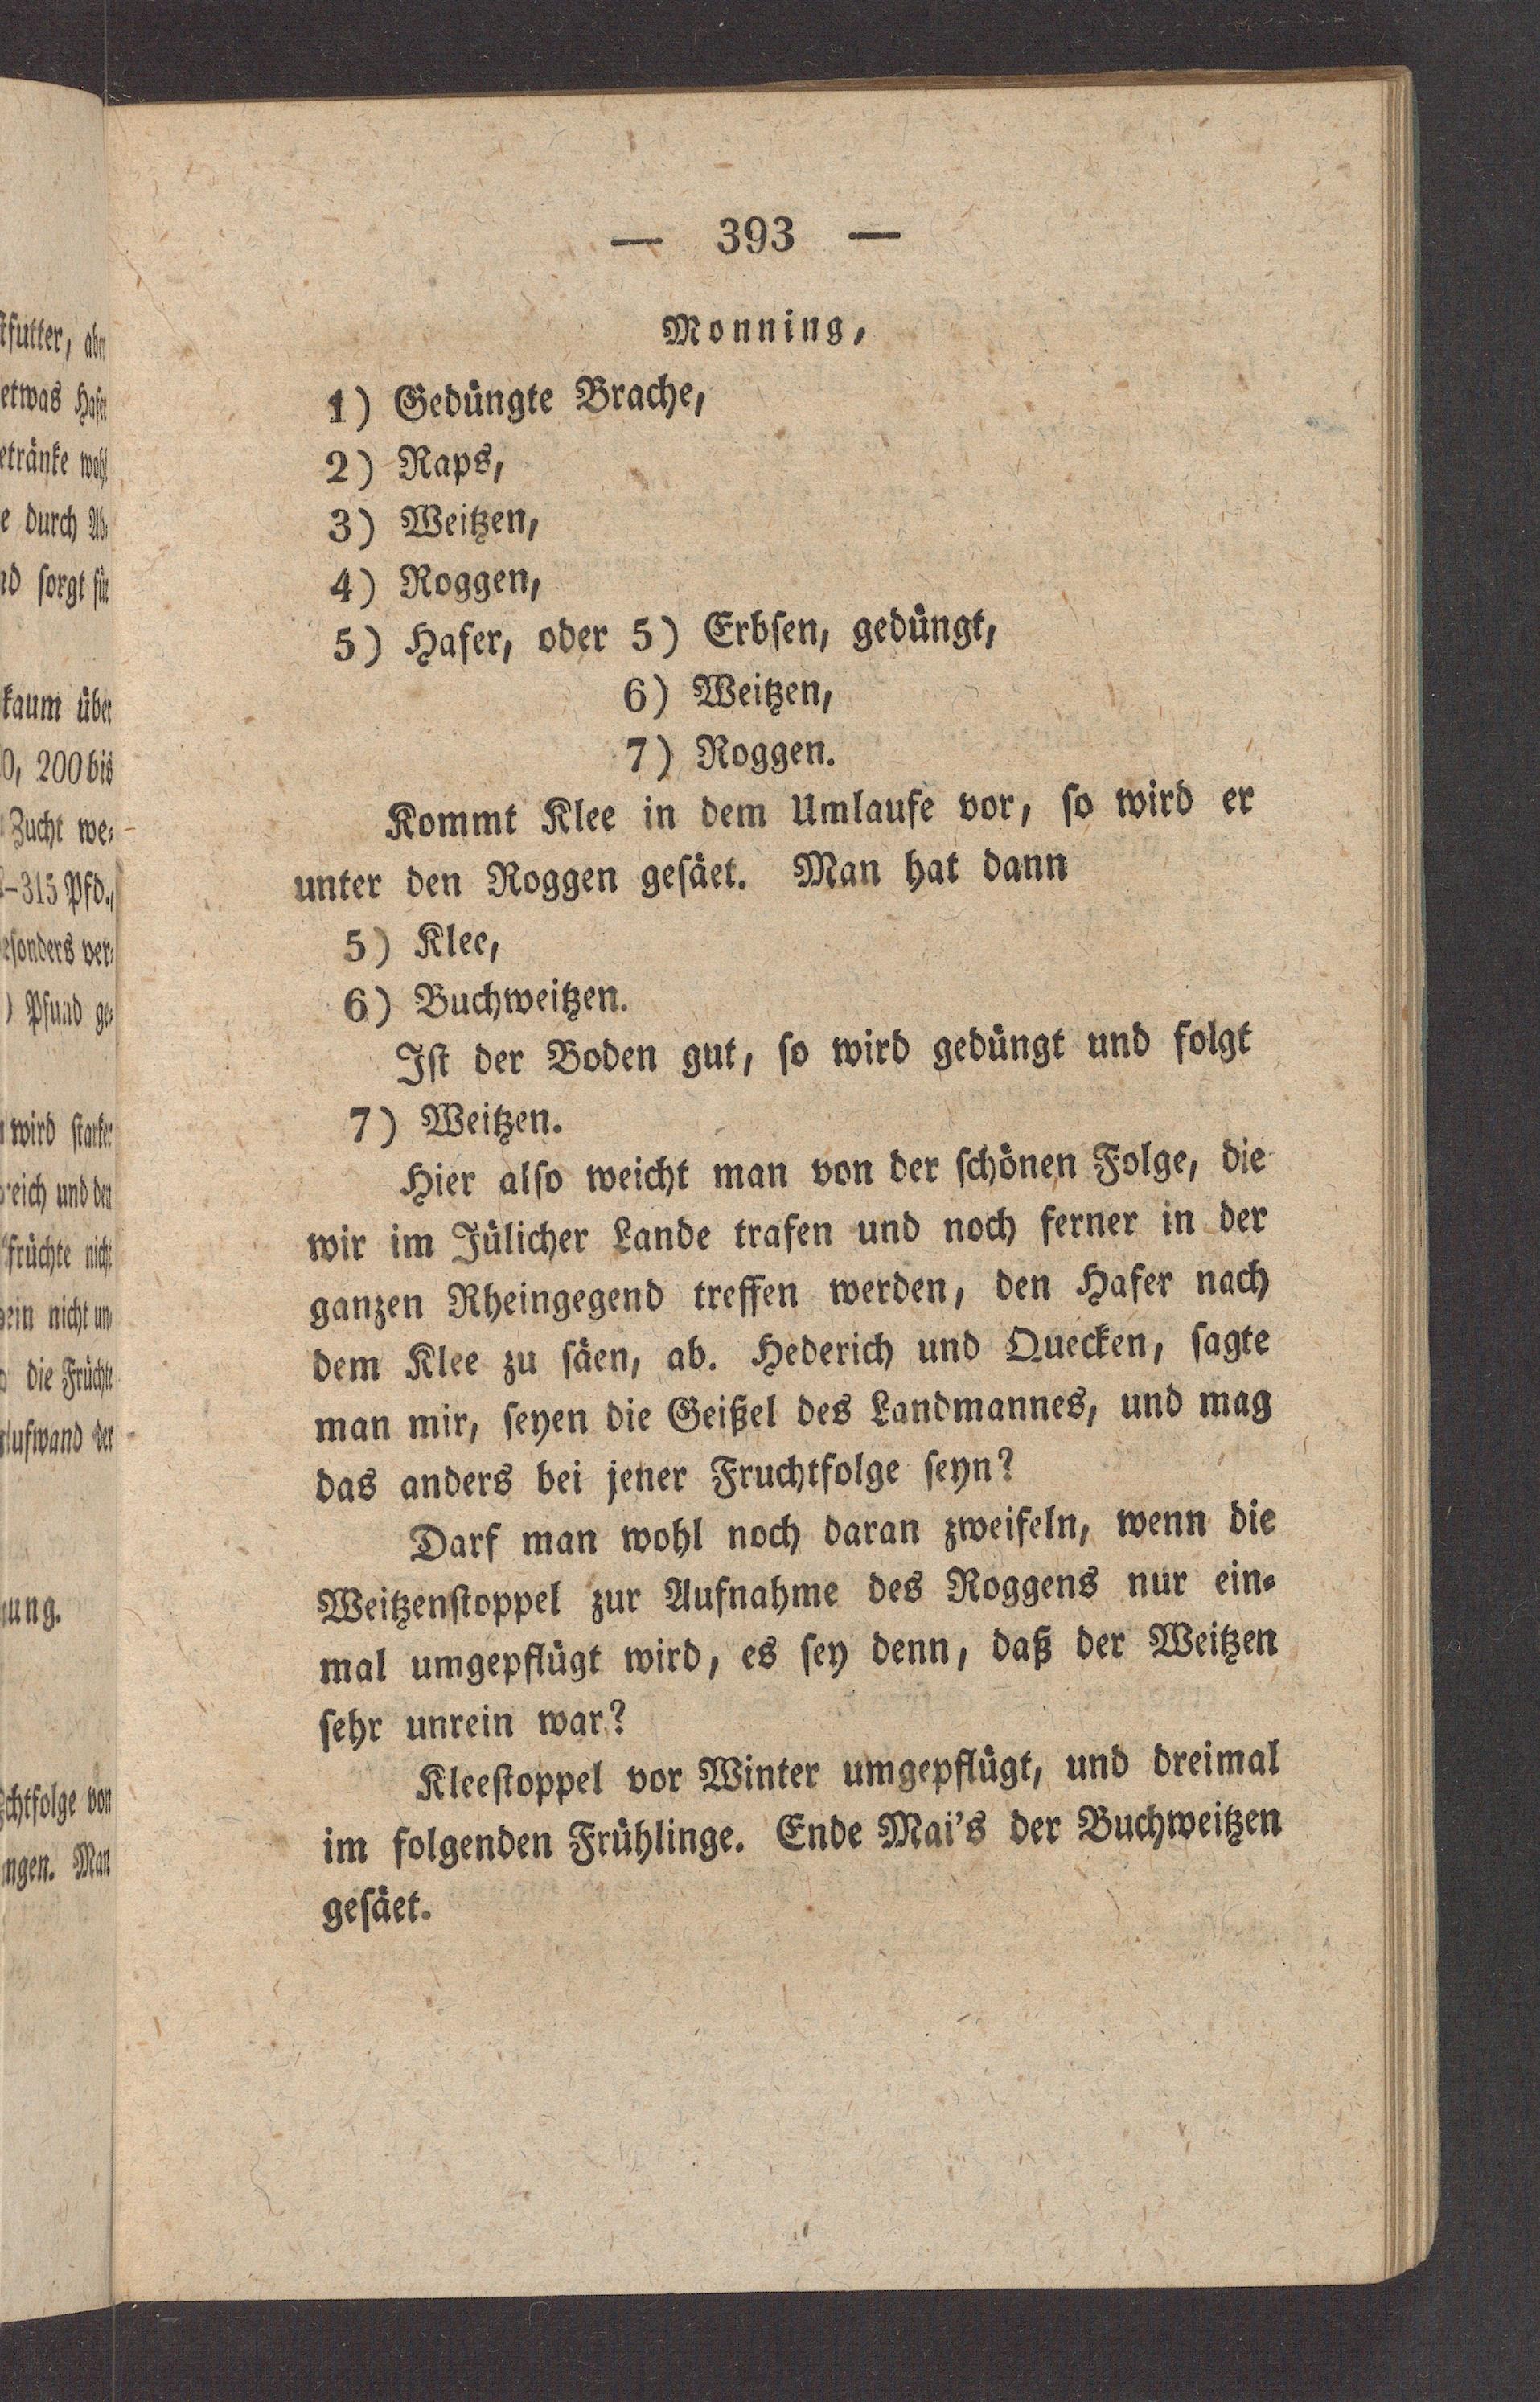 — 393 —
Monning,
1) Gedüngte Brache,
2) Raps,
3) Weitzen,
4) Roggen,
5) Hafer, oder 5) Erbſen, gedüngt,
6) Weitzen,
7) Roggen.
Kommt Klee in dem Umlaufe vor, ſo wird er
unter den Roggen geſäet. Man hat dann
5) Klee,
6) Buchweitzen.
Iſt der Boden gut, ſo wird gedüngt und folgt
7) Weitzen.
Hier alſo weicht man von der ſchönen Folge, die
wir im Jülicher Lande trafen und noch ferner in der
ganzen Rheingegend treffen werden, den Hafer nach
dem Klee zu ſäen, ab. Hederich und Quecken, ſagte
man mir, ſeyen die Geißel des Landmannes, und mag
das anders bei jener Fruchtfolge ſeyn?
Darf man wohl noch daran zweifeln, wenn die
Weitzenſtoppel zur Aufnahme des Roggens nur ein-
mal umgepflügt wird, es ſey denn, daß der Weitzen
ſehr unrein war?
Kleeſtoppel vor Winter umgepflügt, und dreimal
im folgenden Frühlinge. Ende Mai's der Buchweitzen
geſäet.